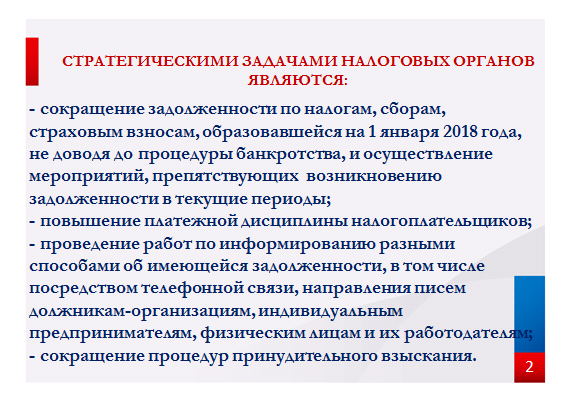 СТРАТЕГИЧЕСКИМИ ЗАДАЧАМИ НАЛОГОВЫХ ОРГАНОВ
ЯВЛЯЮТСЯ:
- сокращение задолженности по налогам, сборам,
страховым взносам, образовавшейся на 1 января 2018 года,
не доводя до процедуры банкротства, и осуществление
мероприятий, препятствующих возникновению
задолженности в текущие периоды;
- повышение платежной дисциплины налогоплательщиков;
- проведение работ по информированию разными
способами об имеющейся задолженности, в том числе
посредством телефонной связи, направления писем
должникам-организациям, индивидуальным
предпринимателям, физическим лицам и их работодателям;
- сокращение процедур принудительного взыскания.
2